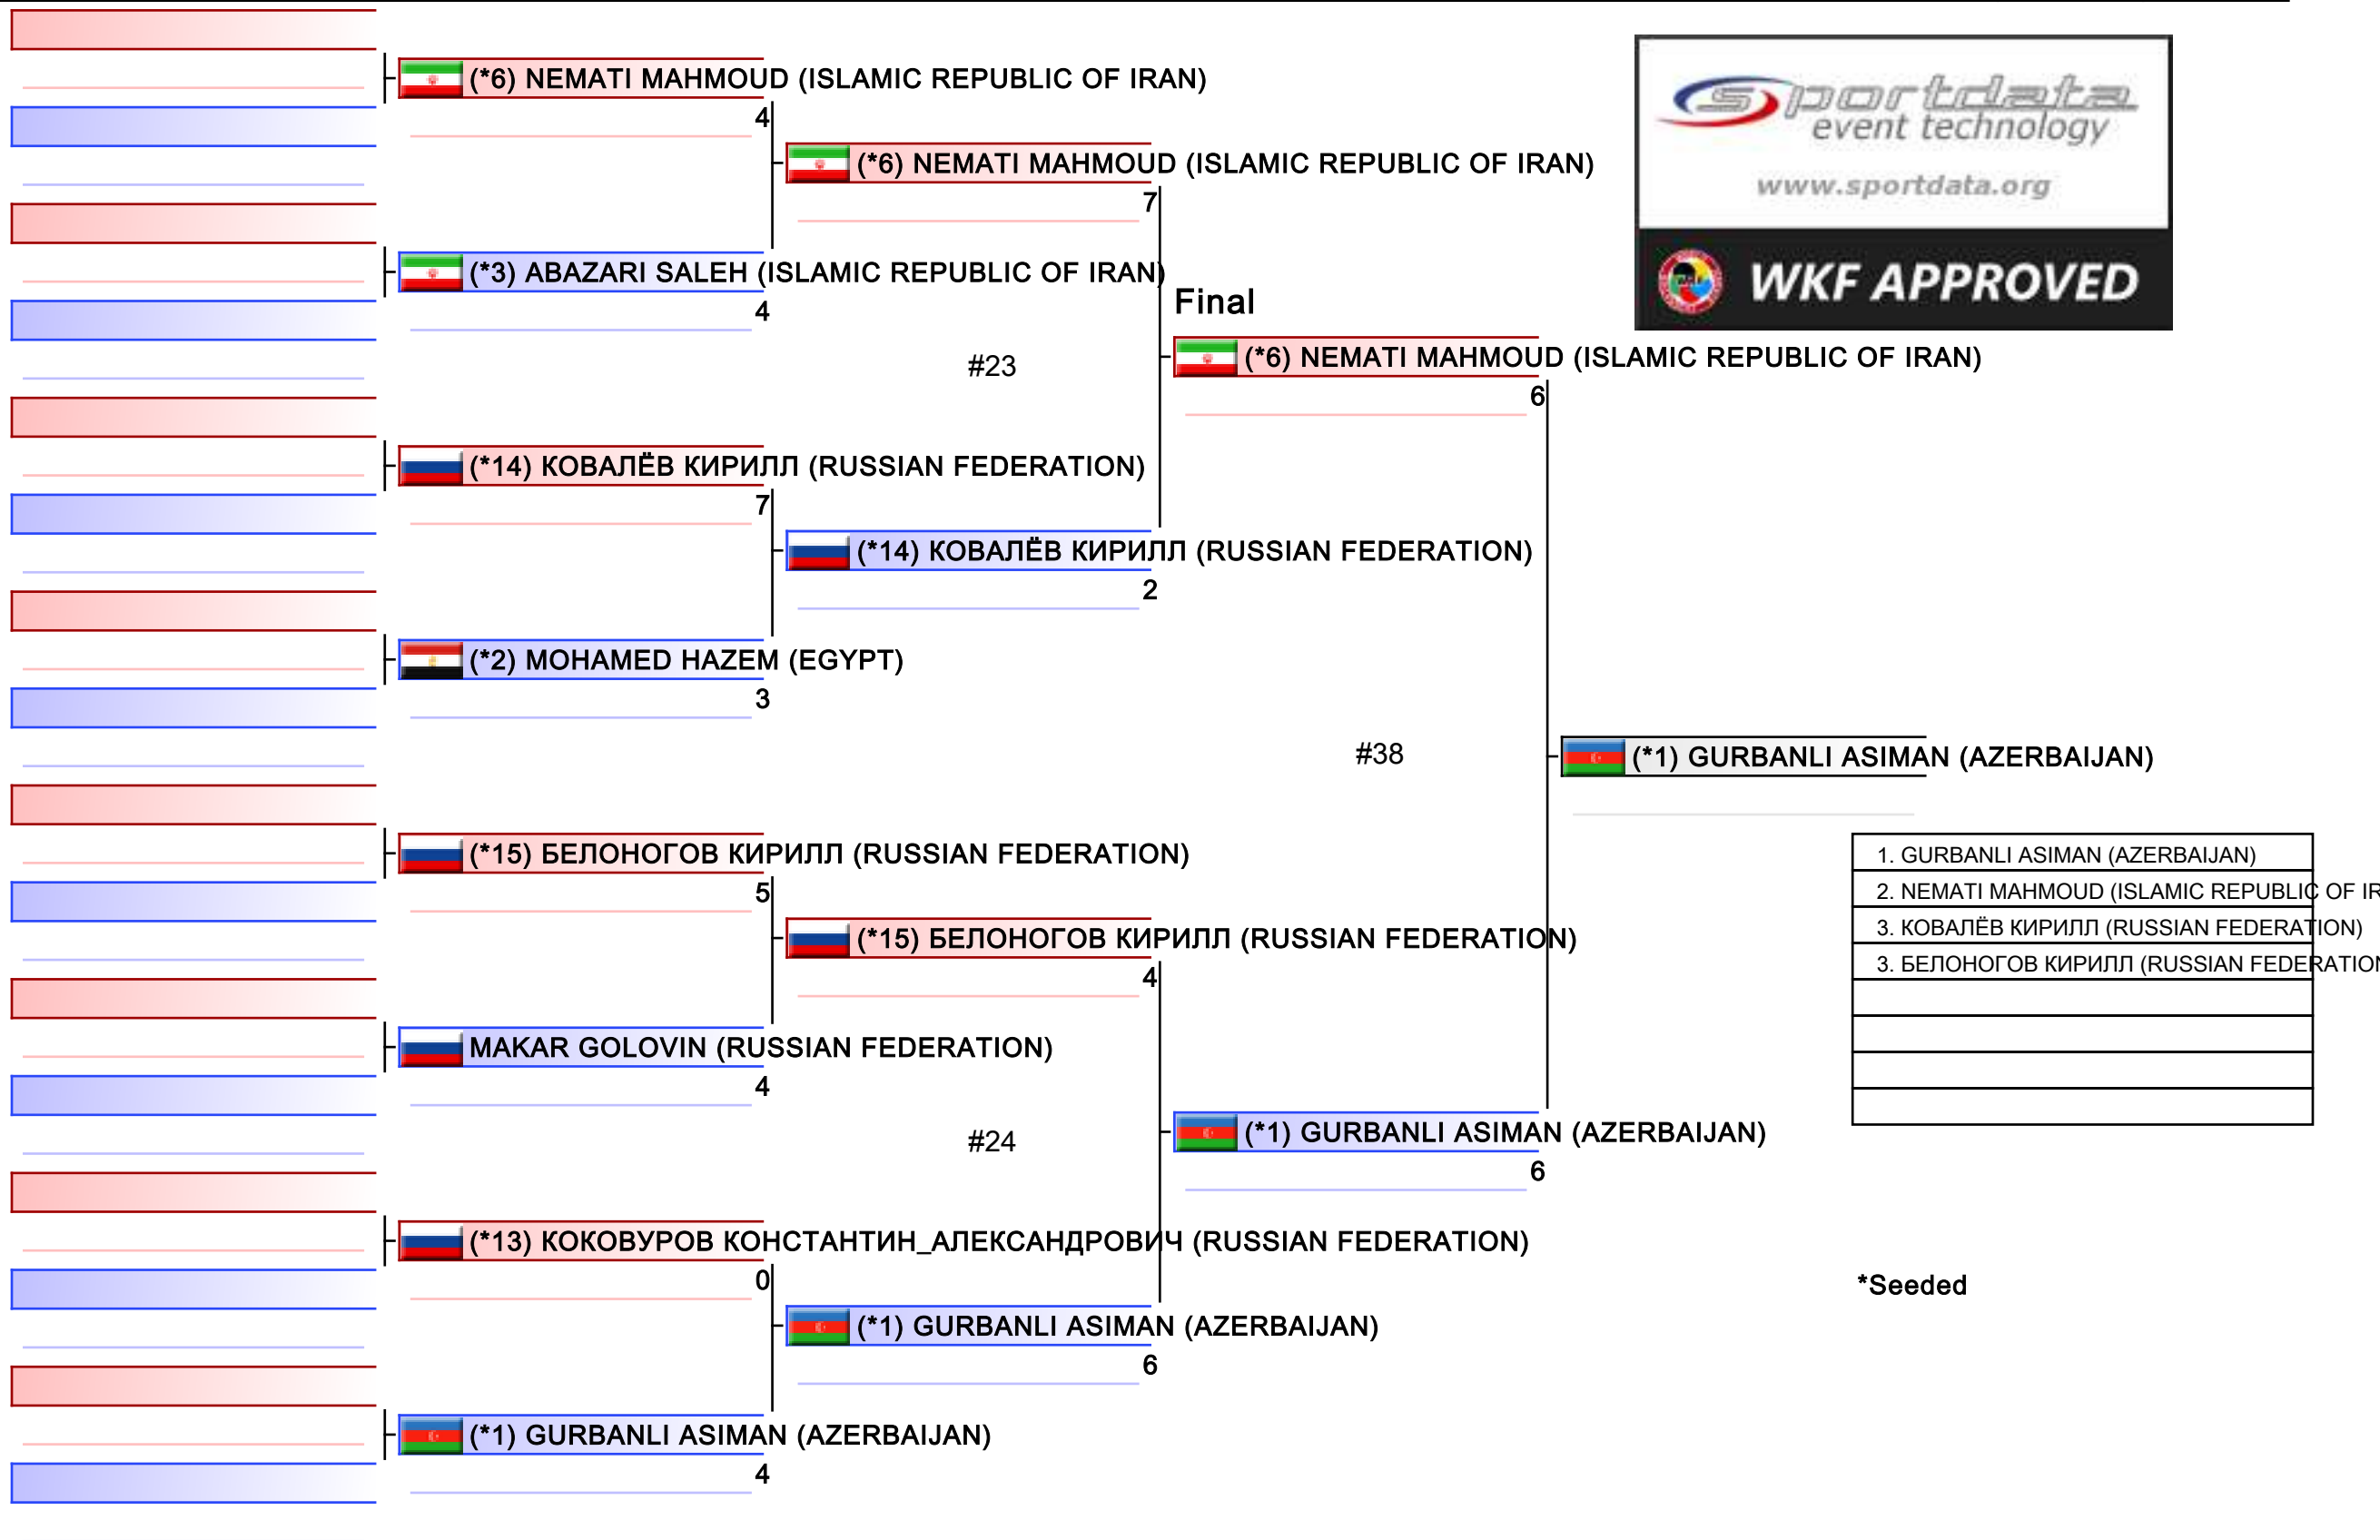 (*6) NEMATI MAHMOUD (ISLAMIC REPUBLIC OF IRAN)
4
(*6) NEMATI MAHMOUD (ISLAMIC REPUBLIC OF IRAN)
7
(*3) ABAZARI SALEH (ISLAMIC REPUBLIC OF IRAN)
4
sportdata
event technology
www.sportdata.org
WKF APPROVED
Final
#23
(*6) NEMATI MAHMOUD (ISLAMIC REPUBLIC OF IRAN)
6
(*14) КОВАЛЁВ КИРИЛЛ (RUSSIAN FEDERATION)
7
(*14) КОВАЛЁВ КИРИЛЛ (RUSSIAN FEDERATION)
2
(*2) MOHAMED HAZEM (EGYPT)
3
#38
(*1) GURBANLI ASIMAN (AZERBAIJAN)
(*15) БЕЛОНОГОВ КИРИЛЛ (RUSSIAN FEDERATION)
5
(*15) БЕЛОНОГОВ КИРИЛЛ (RUSSIAN FEDERATION)
4
1. GURBANLI ASIMAN (AZERBAIJAN)
2. NEMATI MAHMOUD (ISLAMIC REPUBLIC OF IR
3. КОВАЛЁВ КИРИЛЛ (RUSSIAN FEDERATION)
3. БЕЛОНОГОВ КИРИЛЛ (RUSSIAN FEDERATION
MAKAR GOLOVIN (RUSSIAN FEDERATION)
4
#24
(*1) GURBANLI ASIMAN (AZERBAIJAN)
6
(*13) КОКОВУРОВ КОНСТАНТИН_АЛЕКСАНДРОВИЧ (RUSSIAN FEDERATION)
0
(*1) GURBANLI ASIMAN (AZERBAIJAN)
6
*Seeded
(*1) GURBANLI ASIMAN (AZERBAIJAN)
4